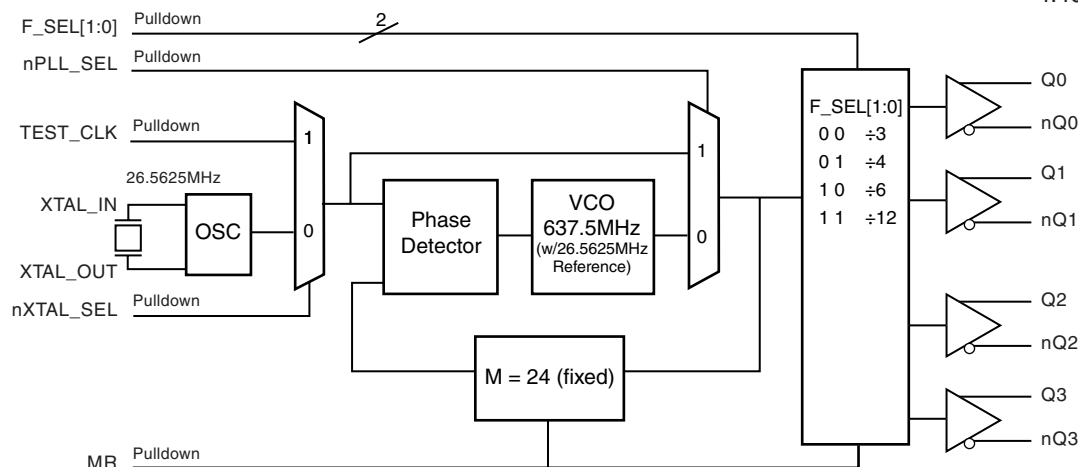 F_SEL[1:0] Pulldown 2
nPLL_SEL Pulldown
TEST_CLK Pulldown
26.5625MHz
XTAL_IN
OSC
XTAL_OUT
nXTAL_SEL Pulldown
1
0
Phase
Detector
VCO
637.5MHz
(w/26.5625MHz
Reference)
1
0
M = 24 (fixed)
MR Pulldown
F_SEL[1:0]
0 0 ÷3
0 1 ÷4
1 0 ÷6
1 1 ÷12
Q0
nQ0
Q1
nQ1
Q2
nQ2
Q3
nQ3